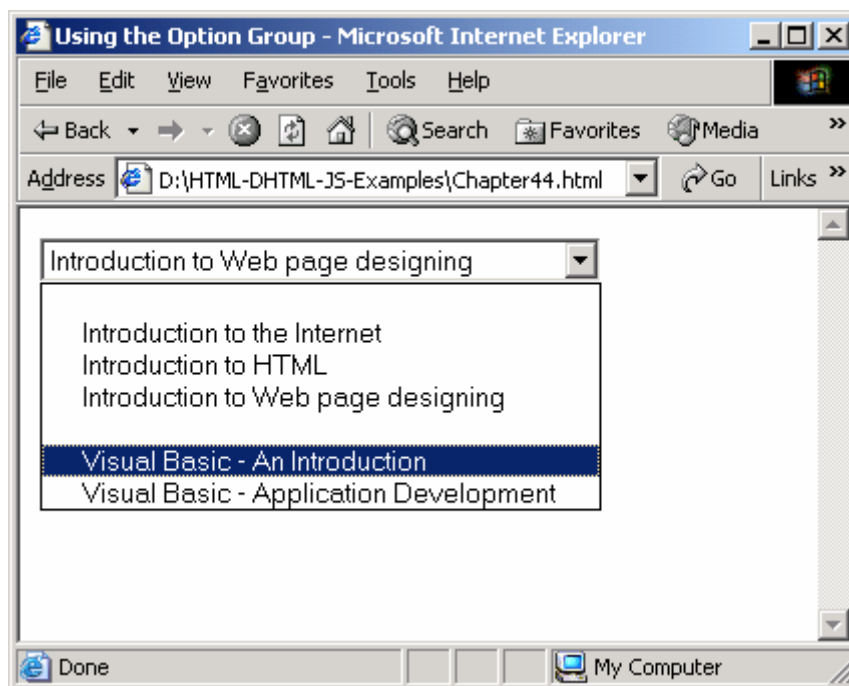 Using the Option Group - Microsoft Internet Explorer
File Edit View Favorites Tools Help
Back Search Favorites Media »
Address D:\HTML-DHTML-JS-Examples\Chapter44.html Go Links »
Introduction to Web page designing
Introduction to the Internet
Introduction to HTML
Introduction to Web page designing
Visual Basic - An Introduction
Visual Basic - Application Development
Done My Computer